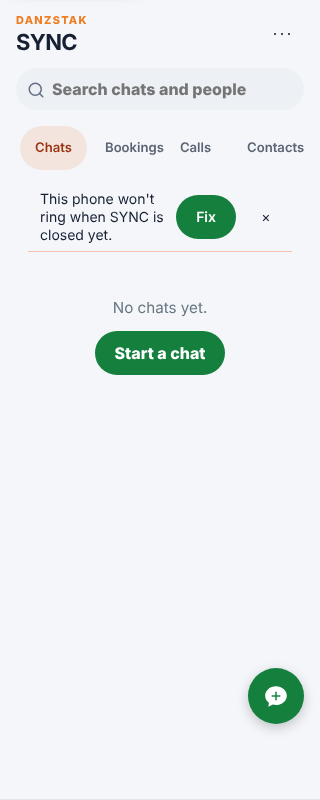 DANZSTAK
SYNC
...
Search chats and people
Chats Bookings Calls Contacts
This phone won't
ring when SYNC is
closed yet.
Fix
×
No chats yet.
Start a chat